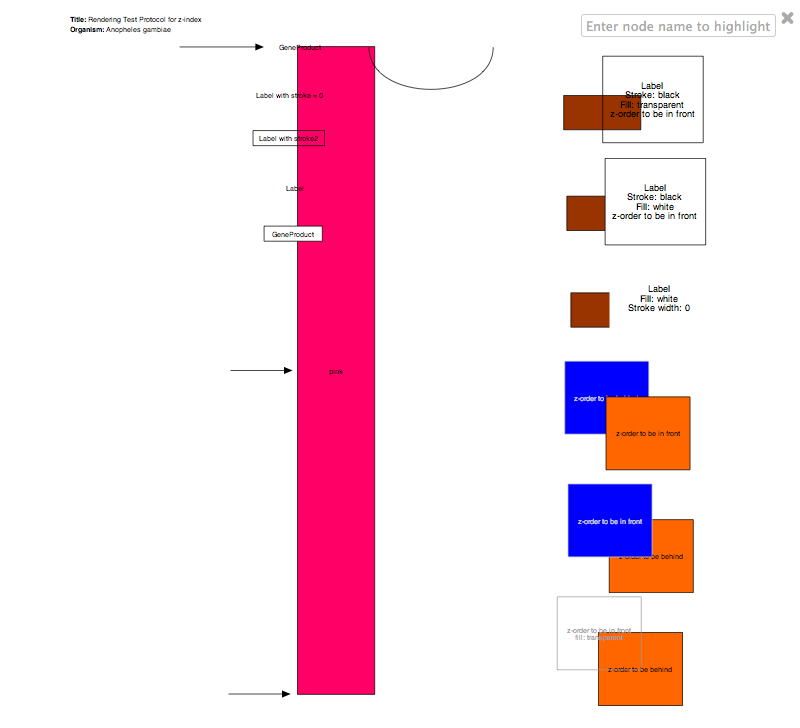 Title: Rendering Test Protocol for z-index
Organism: Anopheles gambiae
Enter node name to highlight
GeneProduct
Label with stroke = 0
Label with stroke2
Label
GeneProduct
pink
Label
Stroke: black
Fill: transparent
z-order to be in front
Label
Stroke: black
Fill: white
z-order to be in front
Label
Fill: white
Stroke width: 0
z-order to
z-order to be in front
z-order to be in front
z-order to be behind
z-order to be in front
fill: transparent
z-order to be behind